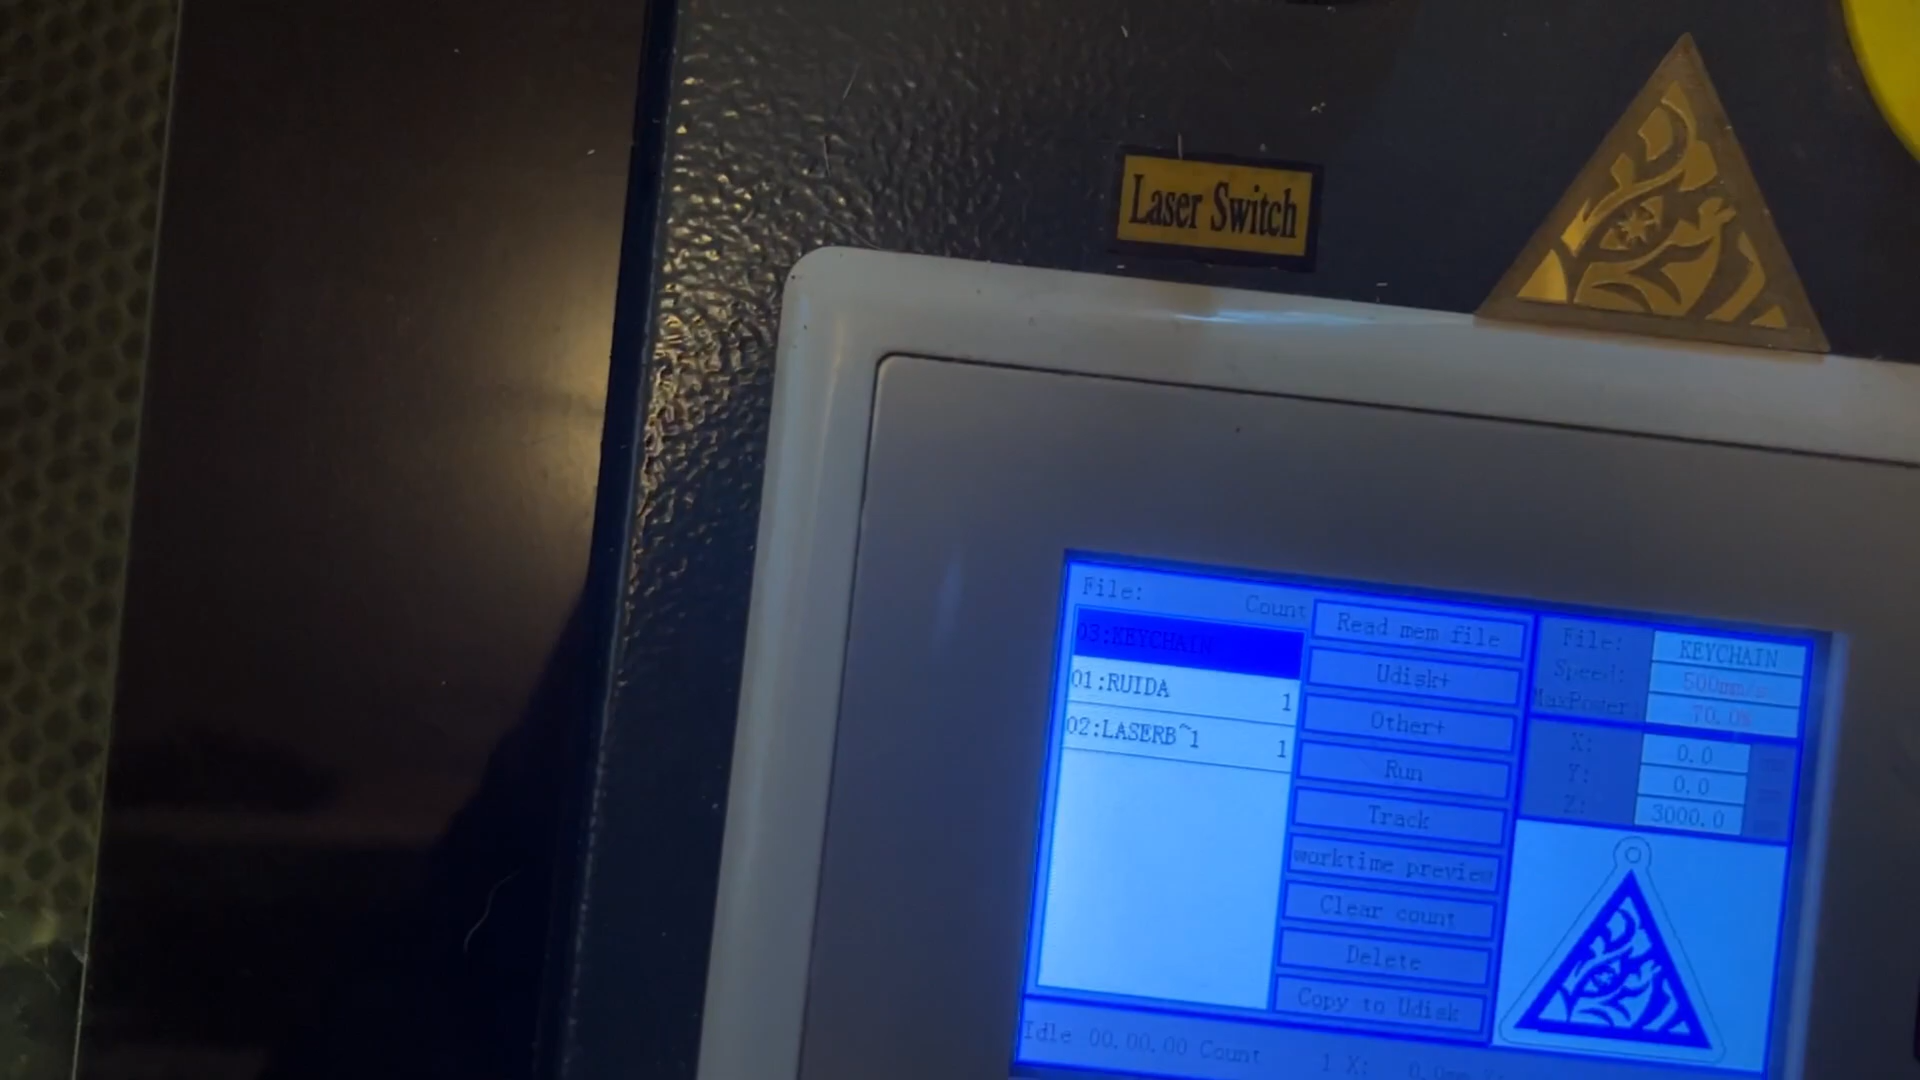 Laser Switch
File: Count
03:KEYCHAIN
01:RUIDA 1
02:LASERB~1 1
Read mem file
Udisk+
Other+
Run
Track
worktime preview
Clear count
Delete
Copy to Udisk
File: KEYCHAIN
Speed: 500mm/s
MaxPower: 70.0%
X: 0.0
Y: 0.0
Z: 3000.0
Idle 00.00.00 Count 1 X: